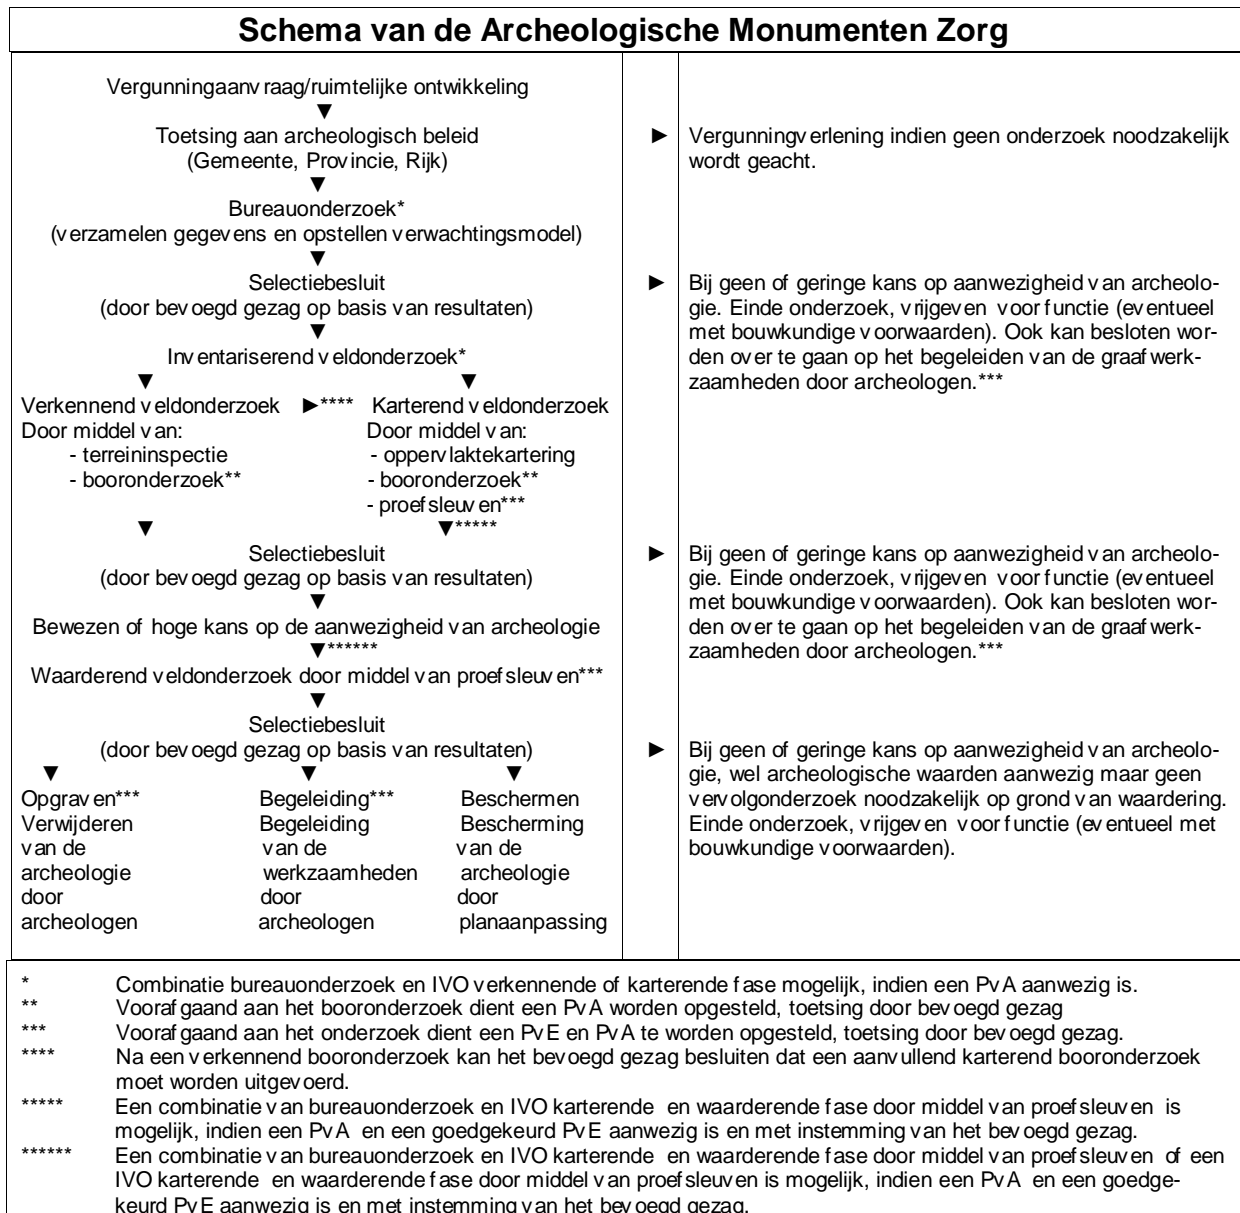 Schema van de Archeologische Monumenten Zorg
Vergunningaanvraag/ruimtelijke ontwikkeling
▼
Toetsing aan archeologisch beleid
(Gemeente, Provincie, Rijk)
► Vergunningverlening indien geen onderzoek noodzakelijk
wordt geacht.
▼
Bureauonderzoek*
(verzamelen gegevens en opstellen verwachtingsmodel)
▼
Selectiebesluit
(door bevoegd gezag op basis van resultaten)
► Bij geen of geringe kans op aanwezigheid van archeolo-
gie. Einde onderzoek, vrijgeven voor functie (eventueel
met bouwkundige voorwaarden). Ook kan besloten wor-
den over te gaan op het begeleiden van de graafwerk-
zaamheden door archeologen.***
▼
Inventariserend veldonderzoek*
▼ ▼
Verkennend veldonderzoek ►**** Karterend veldonderzoek
Door middel van: Door middel van:
- terreininspectie - oppervlaktekartering
- booronderzoek** - booronderzoek**
- proefsleuven***
▼ ▼*****
Selectiebesluit
(door bevoegd gezag op basis van resultaten)
► Bij geen of geringe kans op aanwezigheid van archeolo-
gie. Einde onderzoek, vrijgeven voor functie (eventueel
met bouwkundige voorwaarden). Ook kan besloten wor-
den over te gaan op het begeleiden van de graafwerk-
zaamheden door archeologen.***
▼
Bewezen of hoge kans op de aanwezigheid van archeologie
▼******
Waarderend veldonderzoek door middel van proefsleuven***
▼
Selectiebesluit
(door bevoegd gezag op basis van resultaten)
► Bij geen of geringe kans op aanwezigheid van archeolo-
gie, wel archeologische waarden aanwezig maar geen
vervolgonderzoek noodzakelijk op grond van waardering.
Einde onderzoek, vrijgeven voor functie (eventueel met
bouwkundige voorwaarden).
▼ ▼ ▼
Opgraven*** Begeleiding*** Beschermen
Verwijderen Begeleiding Bescherming
van de van de van de
archeologie werkzaamheden archeologie
door door door
archeologen archeologen planaanpassing
* Combinatie bureauonderzoek en IVO verkennende of karterende fase mogelijk, indien een PvA aanwezig is.
** Voorafgaand aan het booronderzoek dient een PvA worden opgesteld, toetsing door bevoegd gezag
*** Voorafgaand aan het onderzoek dient een PvE en PvA te worden opgesteld, toetsing door bevoegd gezag.
**** Na een verkennend booronderzoek kan het bevoegd gezag besluiten dat een aanvullend karterend booronderzoek
moet worden uitgevoerd.
***** Een combinatie van bureauonderzoek en IVO karterende en waarderende fase door middel van proefsleuven is
mogelijk, indien een PvA en een goedgekeurd PvE aanwezig is en met instemming van het bevoegd gezag.
****** Een combinatie van bureauonderzoek en IVO karterende en waarderende fase door middel van proefsleuven of een
IVO karterende en waarderende fase door middel van proefsleuven is mogelijk, indien een PvA en een goedge-
keurd PvE aanwezig is en met instemming van het bevoegd gezag.